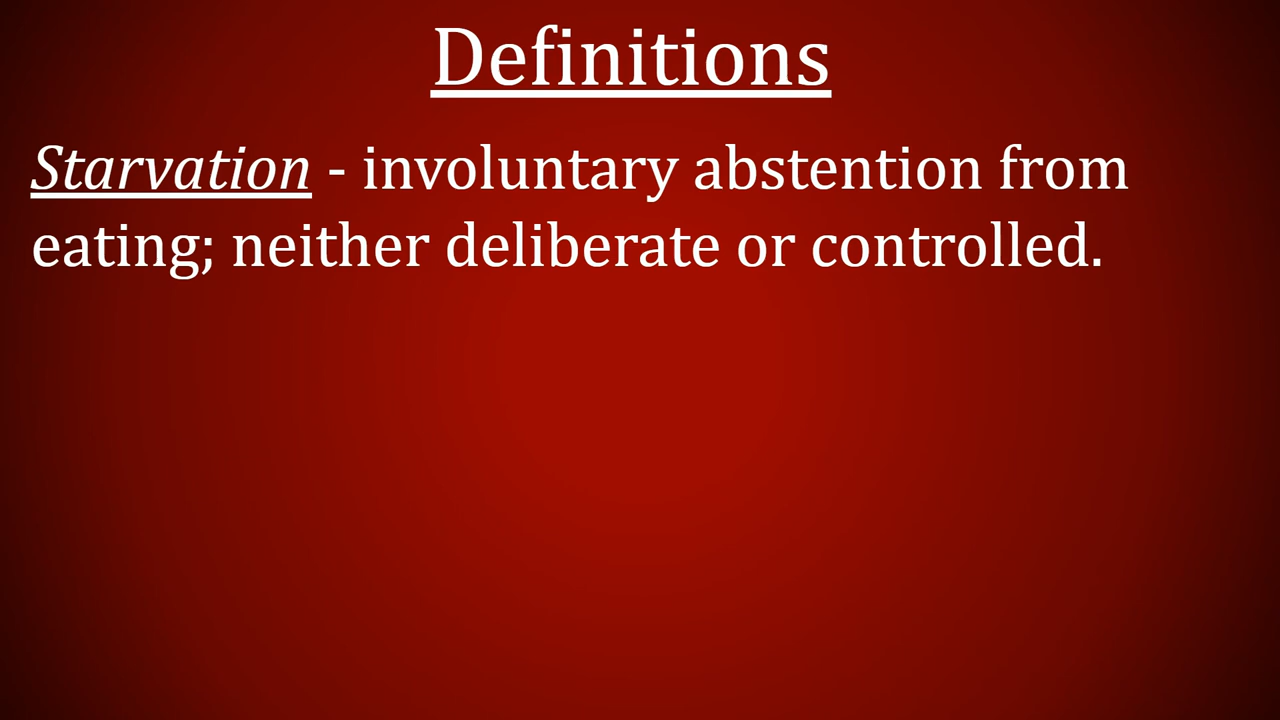 Definitions
Starvation - involuntary abstention from
eating; neither deliberate or controlled.